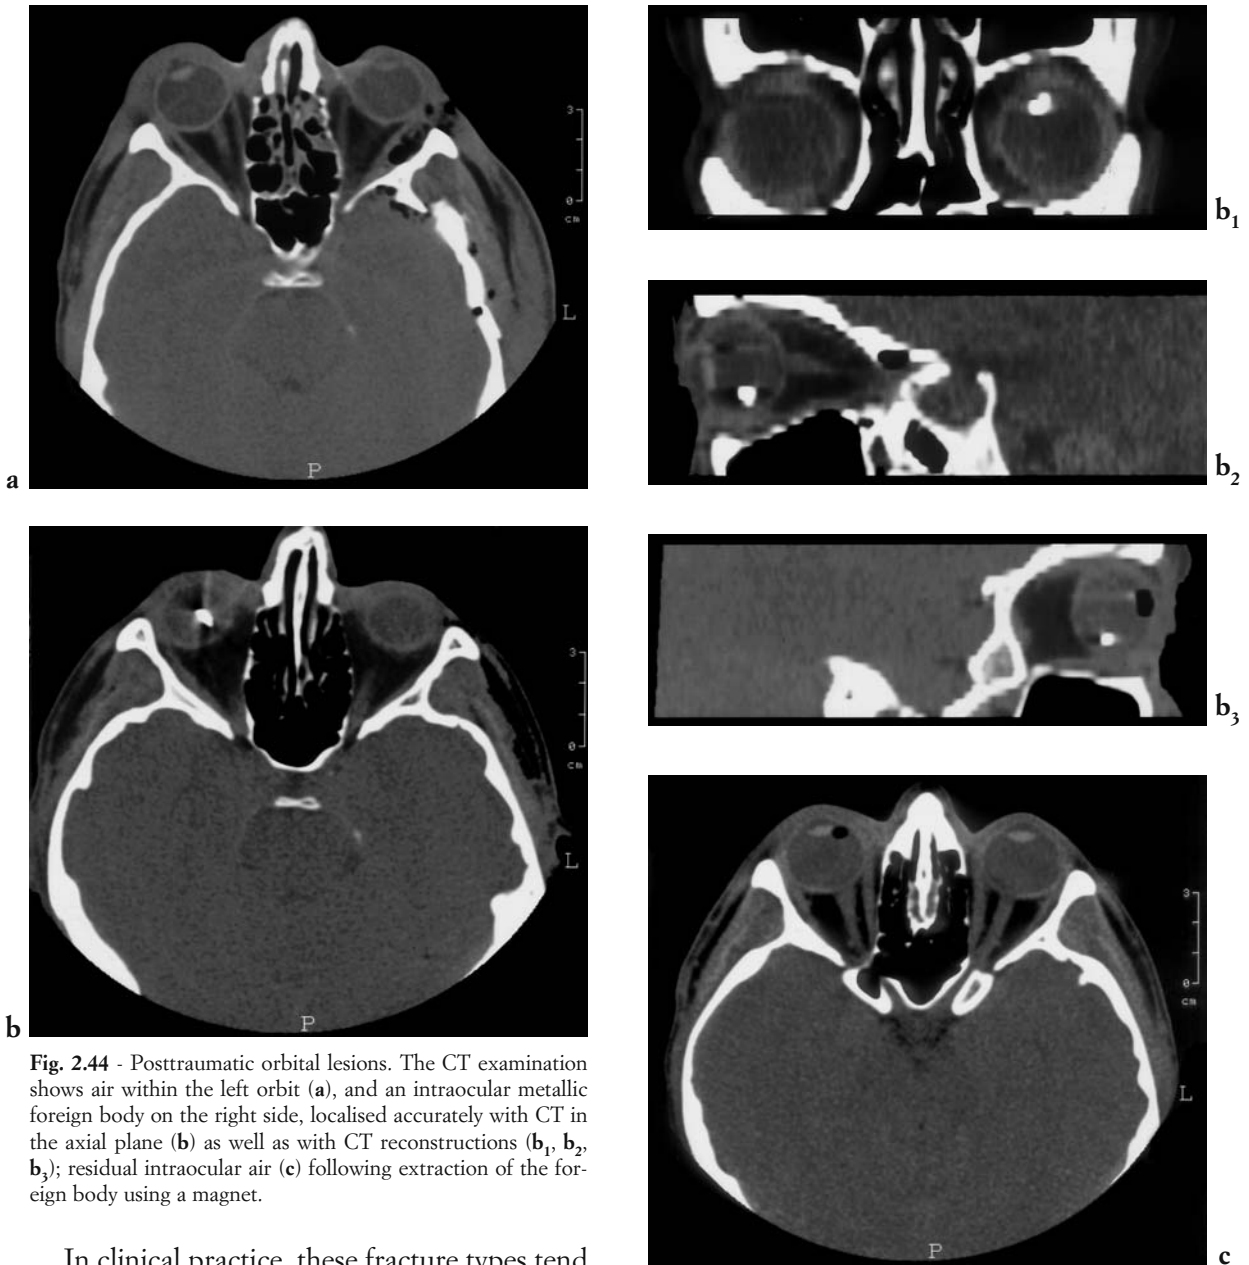 3
0
cm
L
P
a
b1
b2
3
0
cm
L
P
b
b3
3
0
cm
L
P
c
Fig. 2.44 - Posttraumatic orbital lesions. The CT examination
shows air within the left orbit (a), and an intraocular metallic
foreign body on the right side, localised accurately with CT in
the axial plane (b) as well as with CT reconstructions (b1, b2,
b3); residual intraocular air (c) following extraction of the for-
eign body using a magnet.
In clinical practice, these fracture types tend